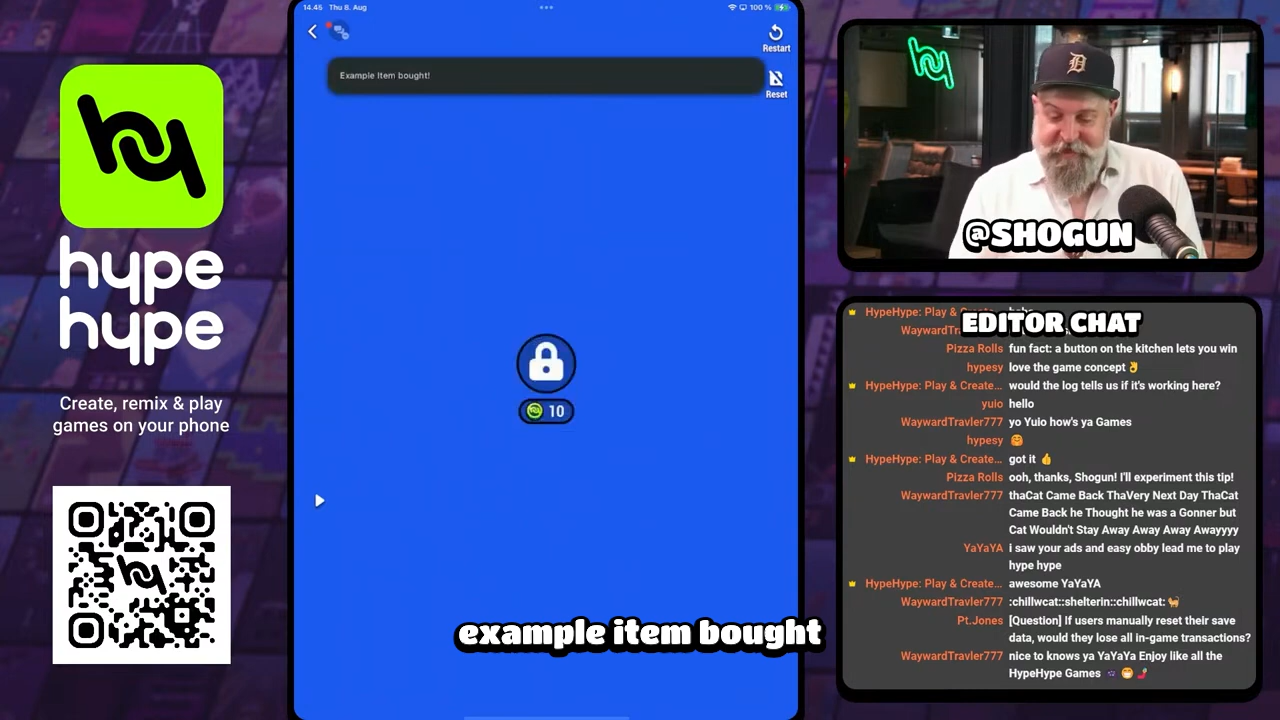 14.46 Thu 8. Aug
100 %
Restart
Example Item bought!
Reset
10
example item bought
hype
hype
Create, remix & play
games on your phone
@SHOGUN
D
EDITOR CHAT
HypeHype: Play &
WaywardTra
Pizza Rolls fun fact: a button on the kitchen lets you win
hypesy love the game concept👌
HypeHype: Play & Create... would the log tells us if it's working here?
yuio hello
WaywardTravler777 yo Yuio how's ya Games
hypesy 🤗
HypeHype: Play & Create... got it 👍
Pizza Rolls ooh, thanks, Shogun! I'll experiment this tip!
WaywardTravler777 thaCat Came Back ThaVery Next Day ThaCat
Came Back he Thought he was a Gonner but
Cat Wouldn't Stay Away Away Away Awayyyy
YaYaYA i saw your ads and easy obby lead me to play
hype hype
HypeHype: Play & Create... awesome YaYaYA
WaywardTravler777 :chillwcat::shelterin::chillwcat: 🐈
Pt.Jones [Question] If users manually reset their save
data, would they lose all in-game transactions?
WaywardTravler777 nice to knows ya YaYaYa Enjoy like all the
HypeHype Games